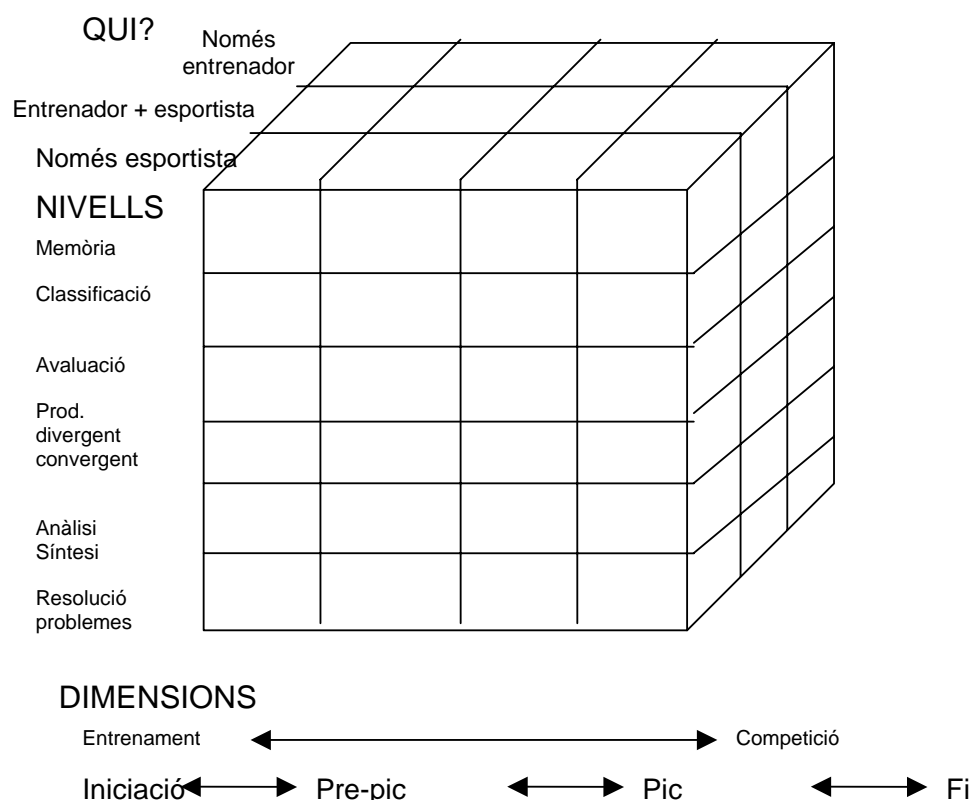 QUI?
Només
entrenador
Entrenador + esportista
Només esportista
NIVELLS
Memòria
Classificació
Avaluació
Prod.
divergent
convergent
Anàlisi
Síntesi
Resolució
problemes
DIMENSIONS
Entrenament Competició
Iniciació Pre-pic Pic Fi